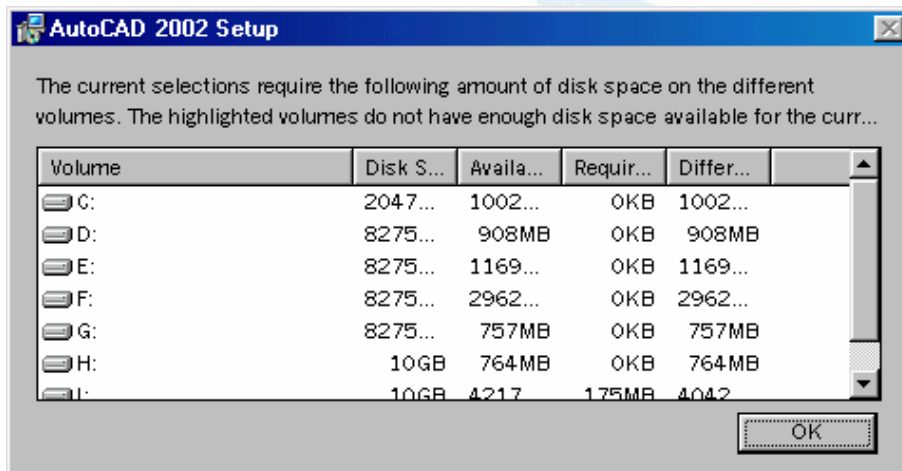 AutoCAD 2002 Setup
The current selections require the following amount of disk space on the different
volumes. The highlighted volumes do not have enough disk space available for the curr...
Volume Disk S... Availa... Requir... Differ...
C: 2047... 1002... 0KB 1002...
D: 8275... 908MB 0KB 908MB
E: 8275... 1169... 0KB 1169...
F: 8275... 2962... 0KB 2962...
G: 8275... 757MB 0KB 757MB
H: 10GB 764MB 0KB 764MB
I: 10GB 4217 175MB 4042
OK